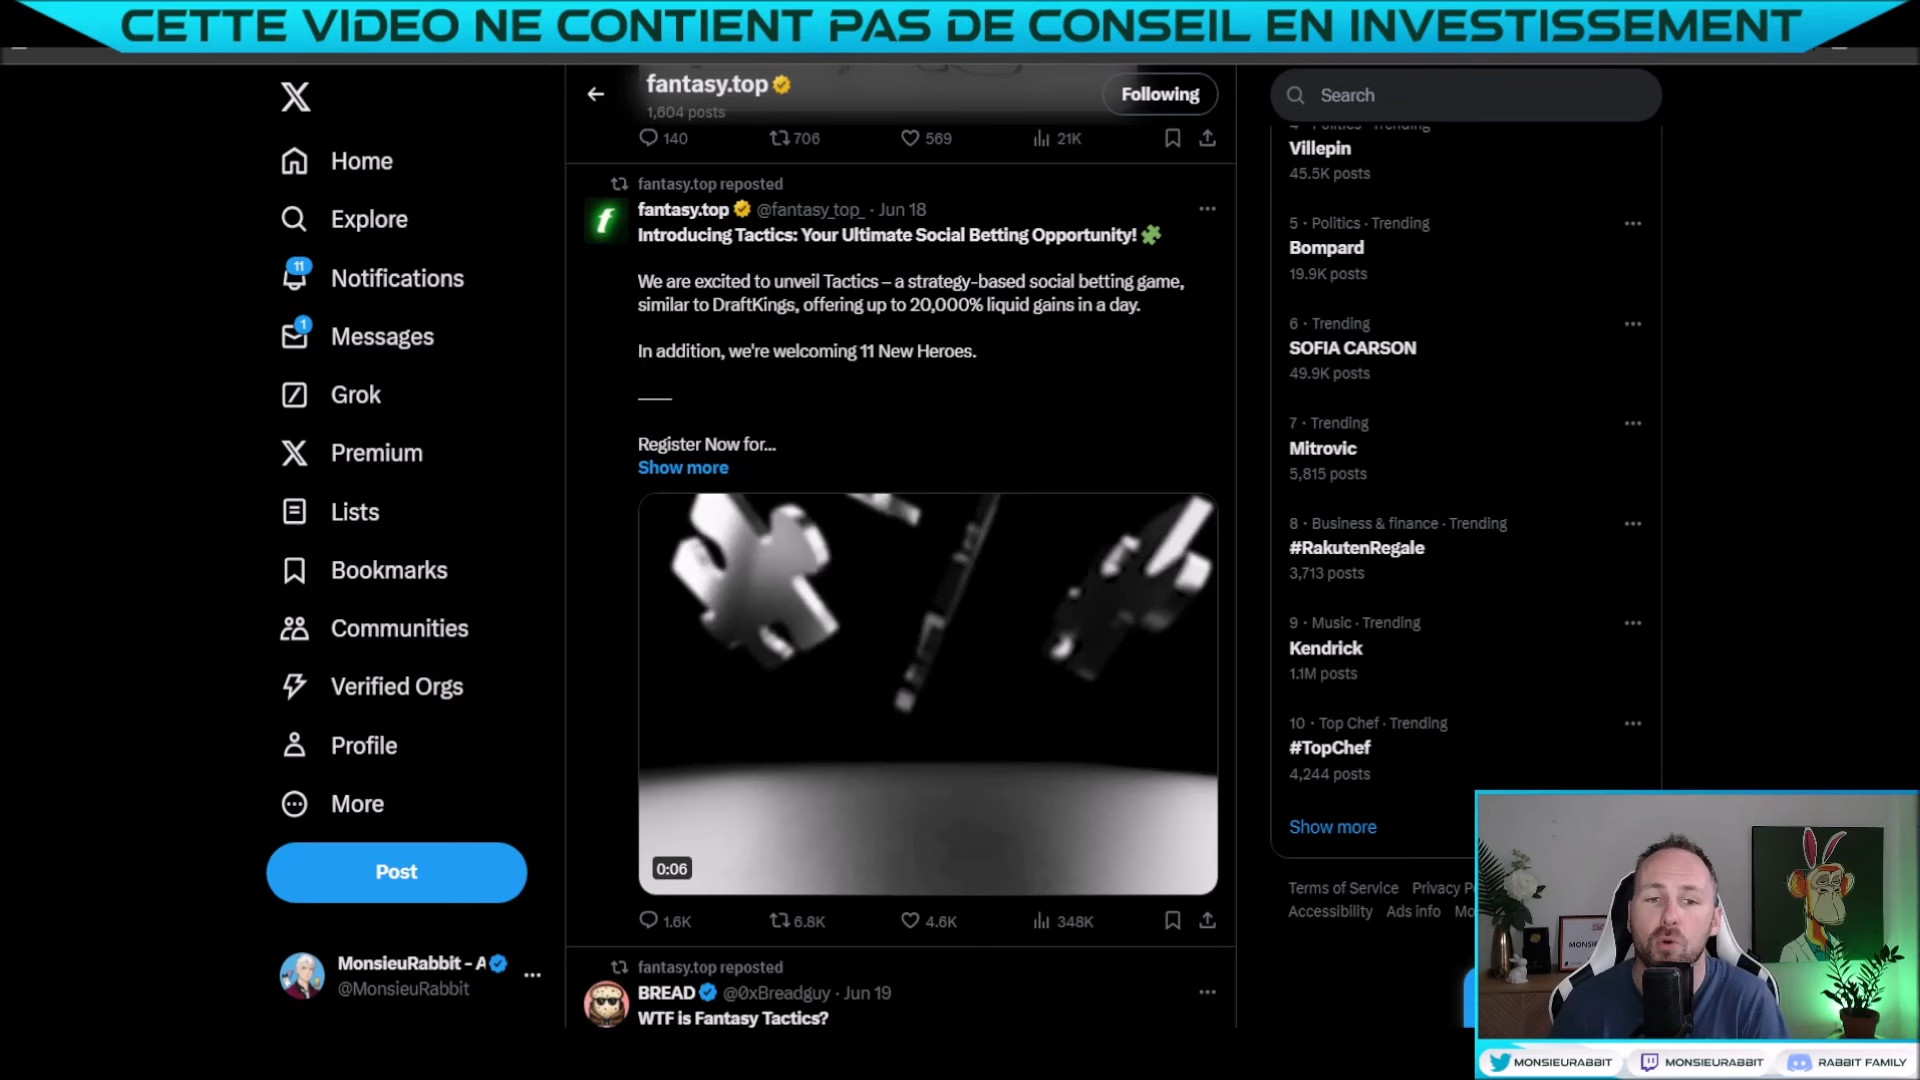 CETTE VIDEO NE CONTIENT PAS DE CONSEIL EN INVESTISSEMENT
Home
Explore
11
Notifications
1
Messages
Grok
Premium
Lists
Bookmarks
Communities
Verified Orgs
Profile
More
Post
MonsieuRabbit - A
@MonsieuRabbit
fantasy.top
1,604 posts
Following
140 706 569 21K
fantasy.top reposted
fantasy.top @fantasy_top_ · Jun 18
Introducing Tactics: Your Ultimate Social Betting Opportunity!
We are excited to unveil Tactics – a strategy-based social betting game,
similar to DraftKings, offering up to 20,000% liquid gains in a day.
In addition, we're welcoming 11 New Heroes.
——
Register Now for...
Show more
0:06
1.6K 6.8K 4.6K 348K
fantasy.top reposted
BREAD @0xBreadguy · Jun 19
WTF is Fantasy Tactics?
Search
4 · Politics · Trending
Villepin
45.5K posts
5 · Politics · Trending
Bompard
19.9K posts
6 · Trending
SOFIA CARSON
49.9K posts
7 · Trending
Mitrovic
5,815 posts
8 · Business & finance · Trending
#RakutenRegale
3,713 posts
9 · Music · Trending
Kendrick
1.1M posts
10 · Top Chef · Trending
#TopChef
4,244 posts
Show more
Terms of Service Privacy P
Accessibility Ads info Mo
MONSIEURABBIT MONSIEURABBIT RABBIT FAMILY